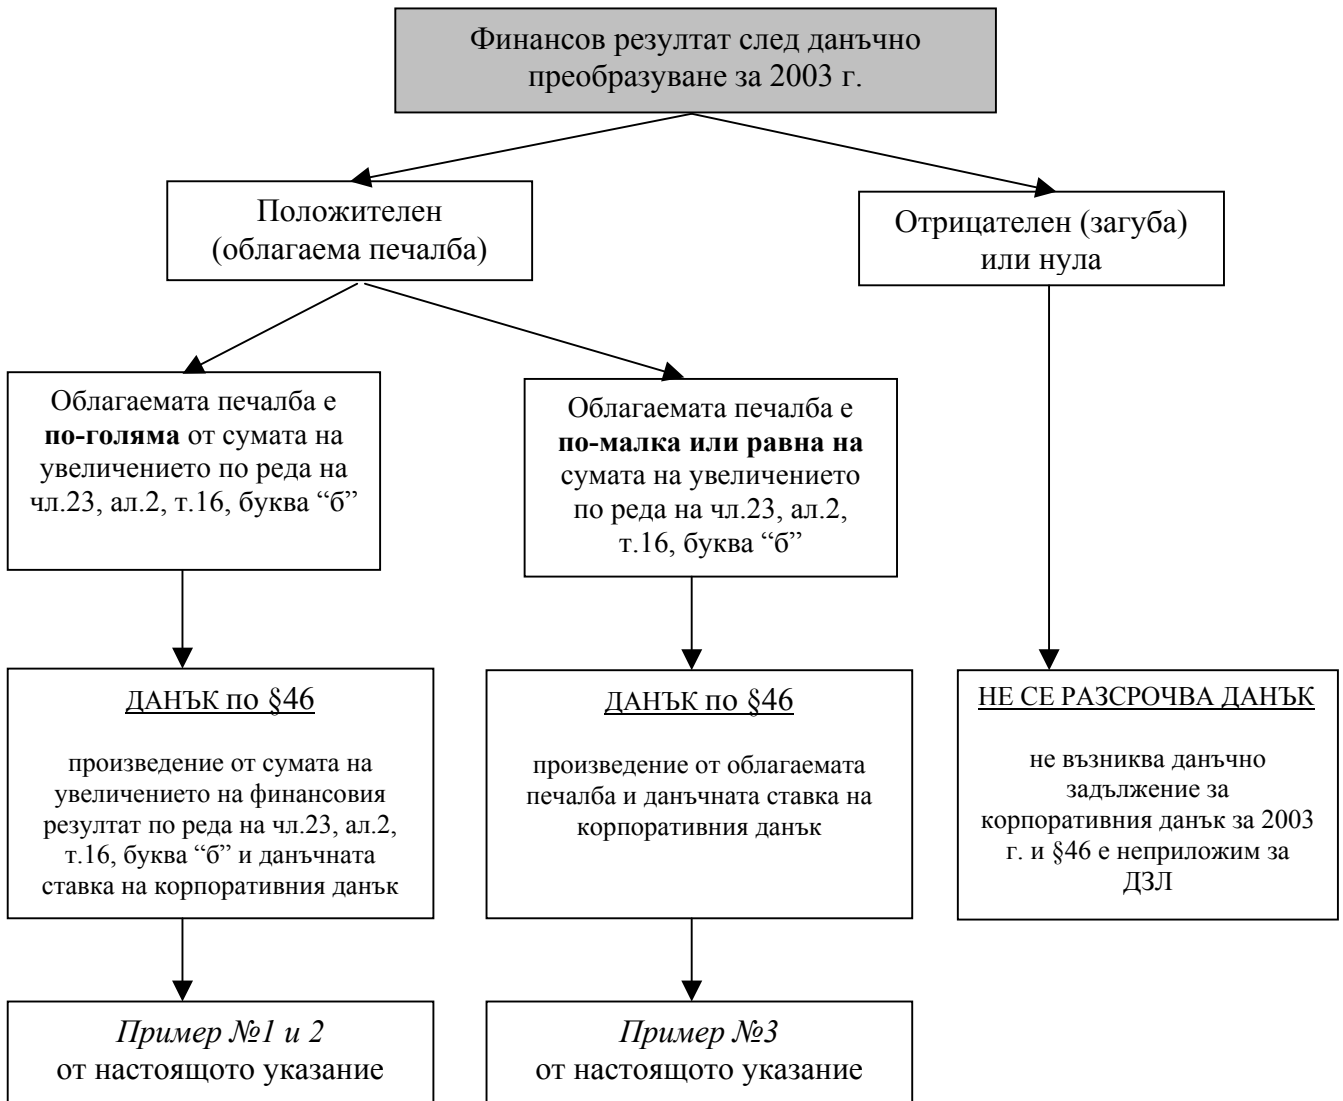 Финансов резултат след данъчно
преобразуване за 2003 г.
Положителен
(облагаема печалба)
Отрицателен (загуба)
или нула
Облагаемата печалба е
по-голяма от сумата на
увеличението по реда на
чл.23, ал.2, т.16, буква “б”
Облагаемата печалба е
по-малка или равна на
сумата на увеличението
по реда на чл.23, ал.2,
т.16, буква “б”
ДАНЪК по §46
произведение от сумата на
увеличението на финансовия
резултат по реда на чл.23, ал.2,
т.16, буква “б” и данъчната
ставка на корпоративния данък
ДАНЪК по §46
произведение от облагаемата
печалба и данъчната ставка на
корпоративния данък
НЕ СЕ РАЗСРОЧВА ДАНЪК
не възниква данъчно
задължение за
корпоративния данък за 2003
г. и §46 е неприложим за
ДЗЛ
Пример №1 и 2
от настоящото указание
Пример №3
от настоящото указание